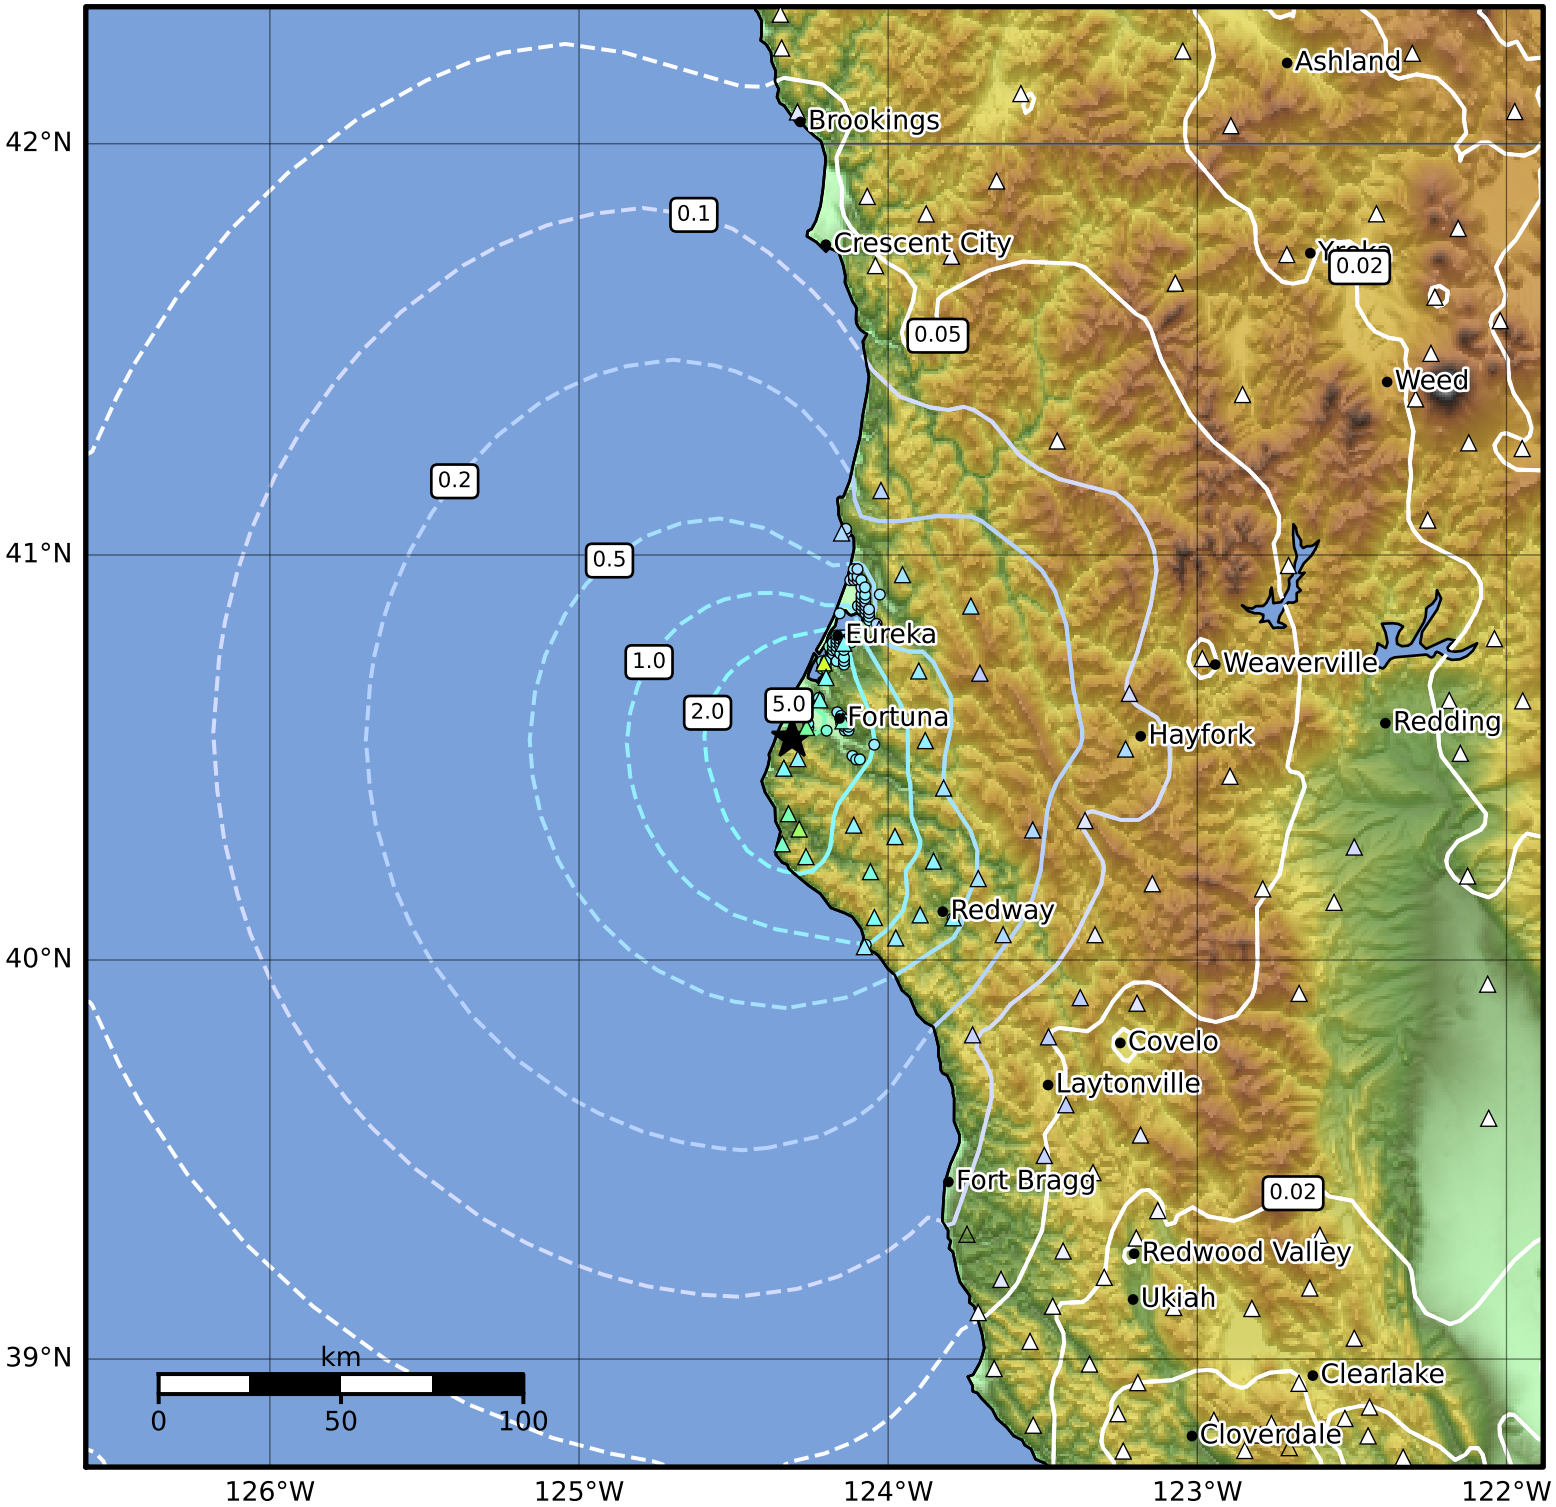 Ashland
42°N
Brookings
0.1
Crescent City
Yreka
0.02
0.05
Weed
0.2
41°N
0.5
Eureka
1.0
Weaverville
5.0
2.0
Fortuna
Redding
Hayfork
Redway
40°N
Covelo
Laytonville
Fort Bragg
0.02
Redwood Valley
Ukiah
39°N
km
Clearlake
0 50 100
Cloverdale
126°W 125°W 124°W 123°W 122°W